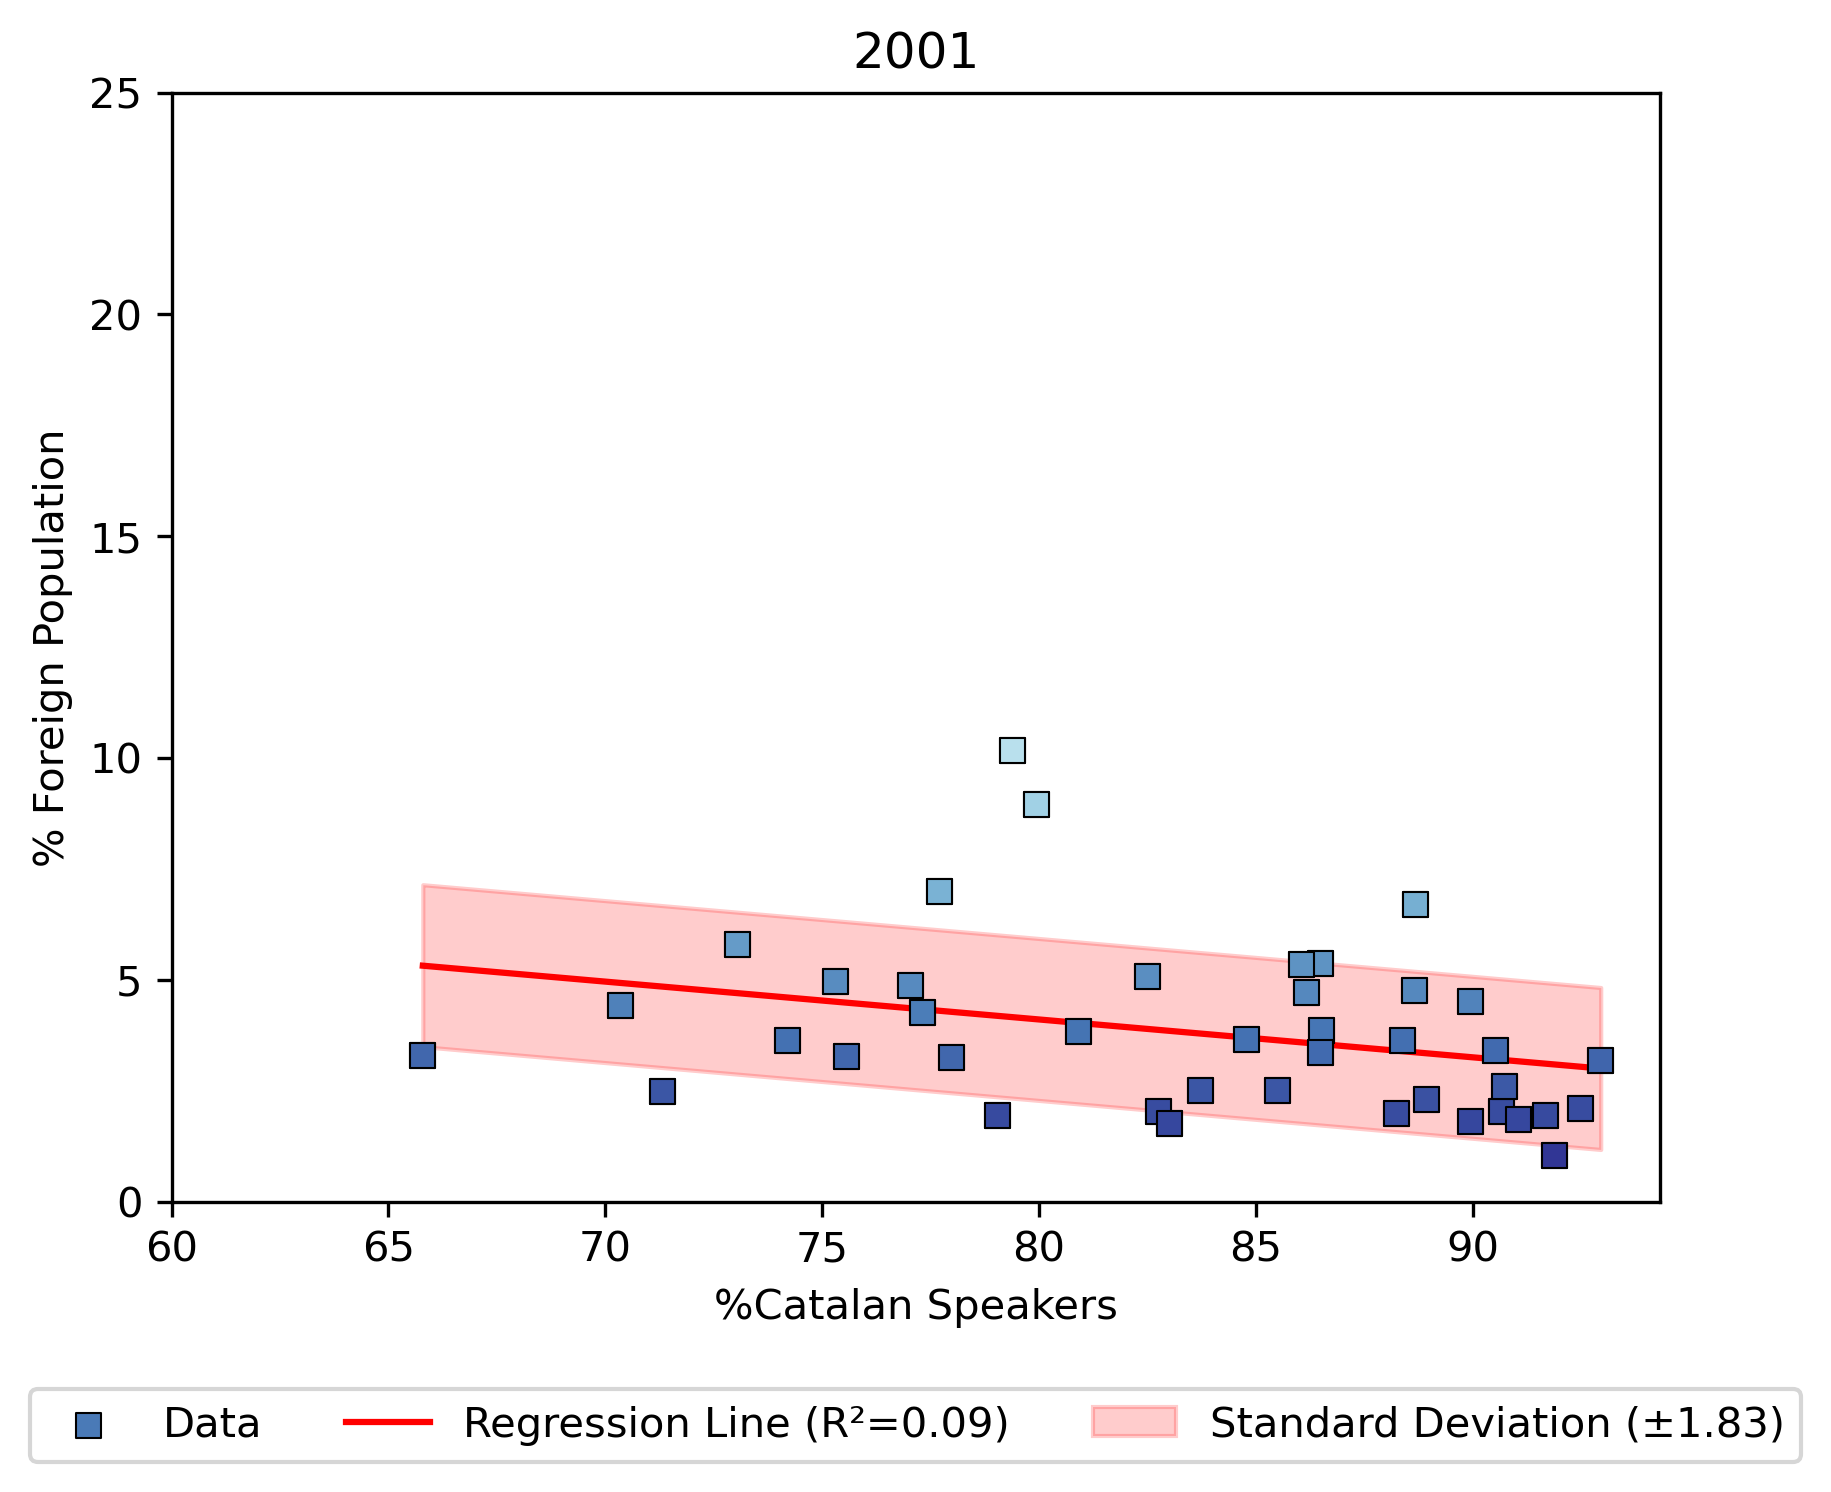 2001
25
20
15
10
5
0
% Foreign Population
60 65 70 75 80 85 90
%Catalan Speakers
Data Regression Line (R²=0.09) Standard Deviation (±1.83)